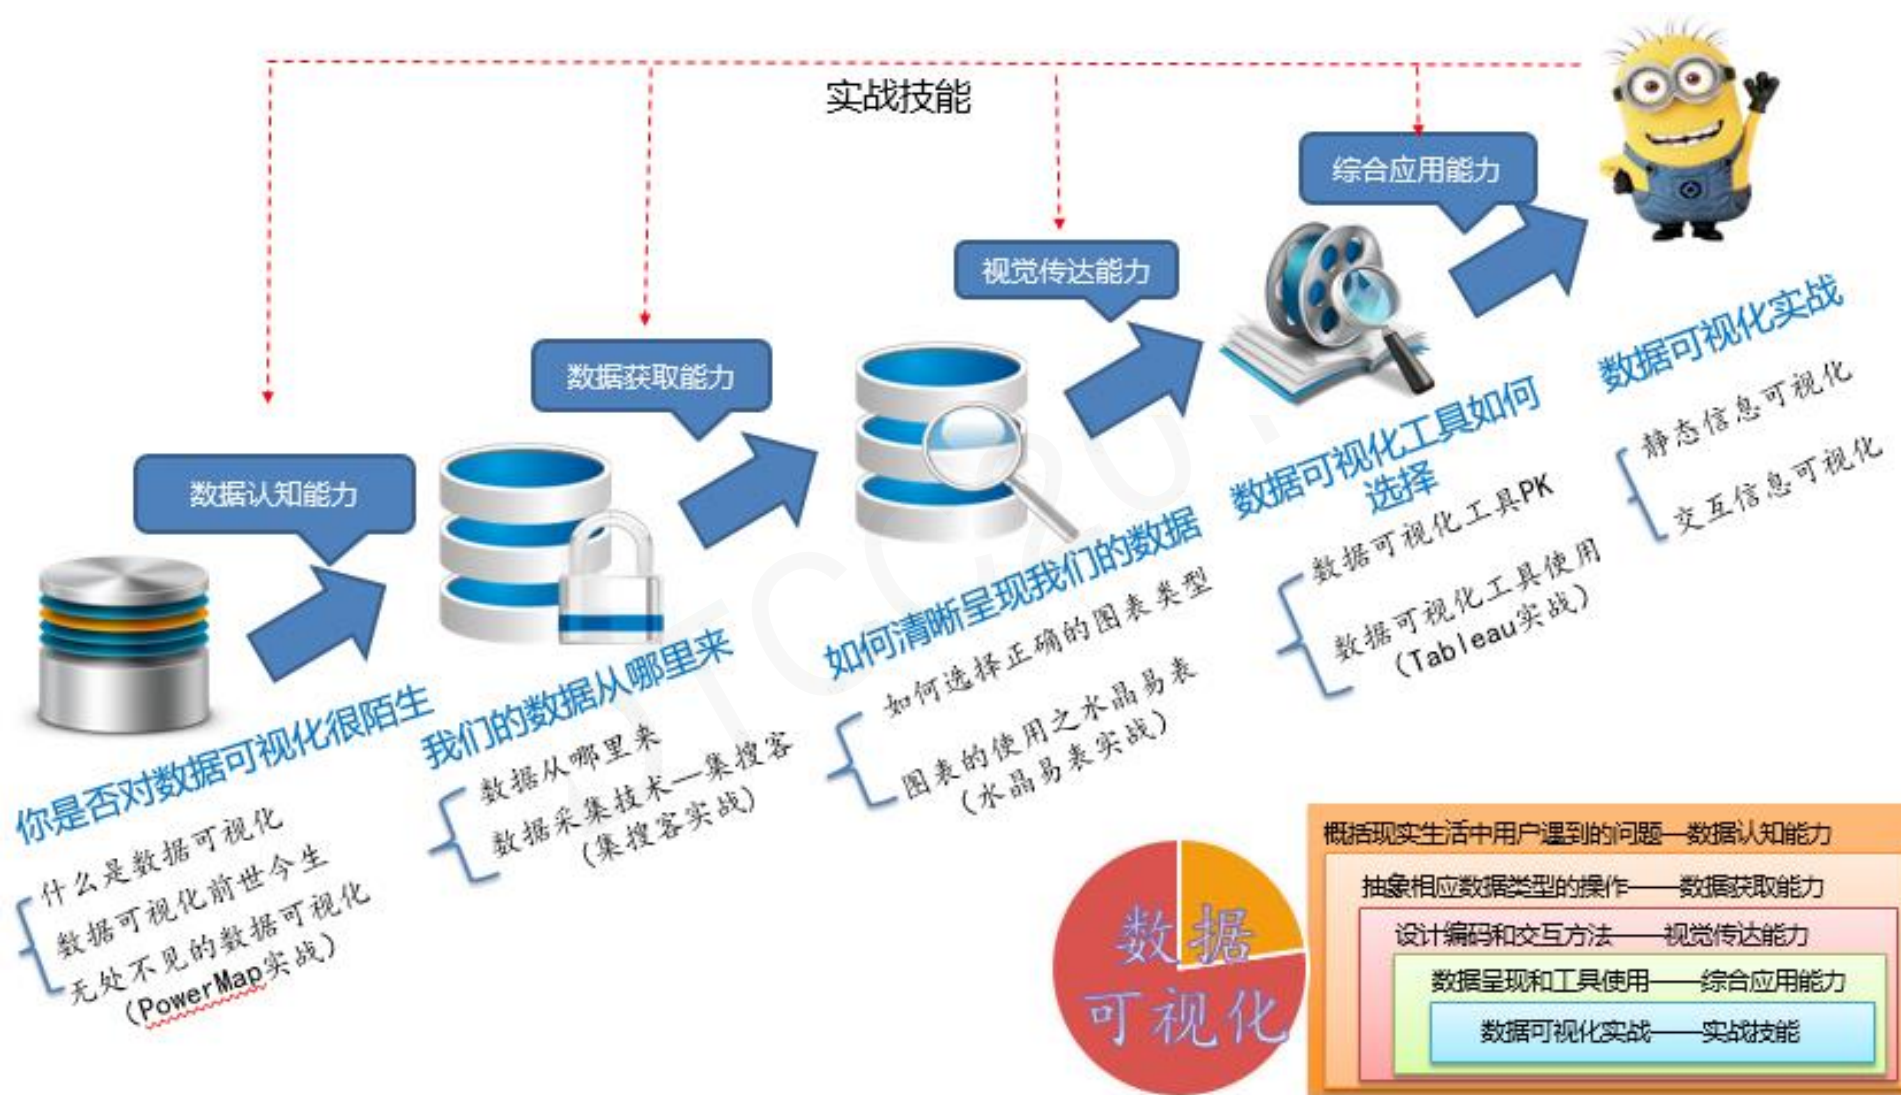 实战技能
数据认知能力
数据获取能力
视觉传达能力
综合应用能力
你是否对数据可视化很陌生
什么是数据可视化
数据可视化前世今生
无处不见的数据可视化
(PowerMap实战)
我们的数据从哪里来
数据从哪里来
数据采集技术—集搜客
(集搜客实战)
如何清晰呈现我们的数据
如何选择正确的图表类型
图表的使用之水晶易表
(水晶易表实战)
数据可视化工具如何
选择
数据可视化工具PK
数据可视化工具使用
(Tableau实战)
数据可视化实战
静态信息可视化
交互信息可视化
数据
可视化
概括现实生活中用户遇到的问题—数据认知能力
抽象相应数据类型的操作——数据获取能力
设计编码和交互方法——视觉传达能力
数据呈现和工具使用——综合应用能力
数据可视化实战——实战技能